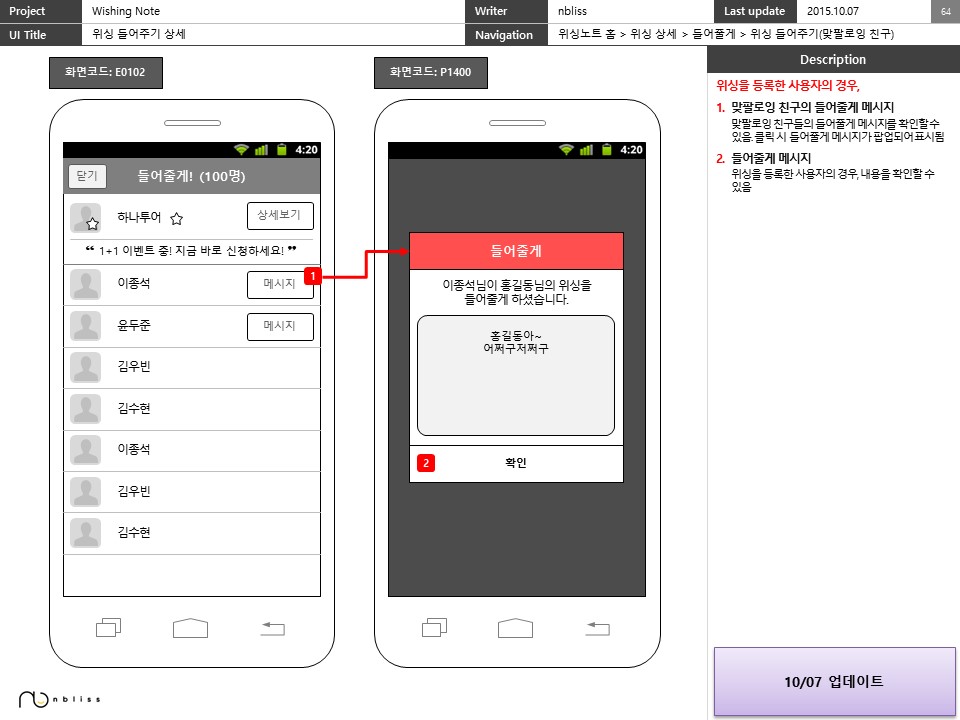 Project Wishing Note Writer nbliss Last update 2015.10.07 64
UI Title 위싱 들어주기 상세 Navigation 위싱노트 홈 > 위싱 상세 > 들어줄게 > 위싱 들어주기(맞팔로잉 친구)
Description
화면코드: E0102
화면코드: P1400
4:20
닫기 들어줄게! (100명)
하나투어 상세보기
❝ 1+1 이벤트 중! 지금 바로 신청하세요! ❞
이종석 메시지 1
윤두준 메시지
김우빈
김수현
이종석
김우빈
김수현
4:20
들어줄게
이종석님이 홍길동님의 위싱을
들어줄게 하셨습니다.
홍길동아~
어쩌구저쩌구
2 확인
위싱을 등록한 사용자의 경우,
1. 맞팔로잉 친구의 들어줄게 메시지
맞팔로잉 친구들의 들어줄게 메시지를 확인할 수
있음. 클릭 시 들어줄게 메시지가 팝업되어 표시됨
2. 들어줄게 메시지
위싱을 등록한 사용자의 경우, 내용을 확인할 수
있음
10/07 업데이트
nbliss